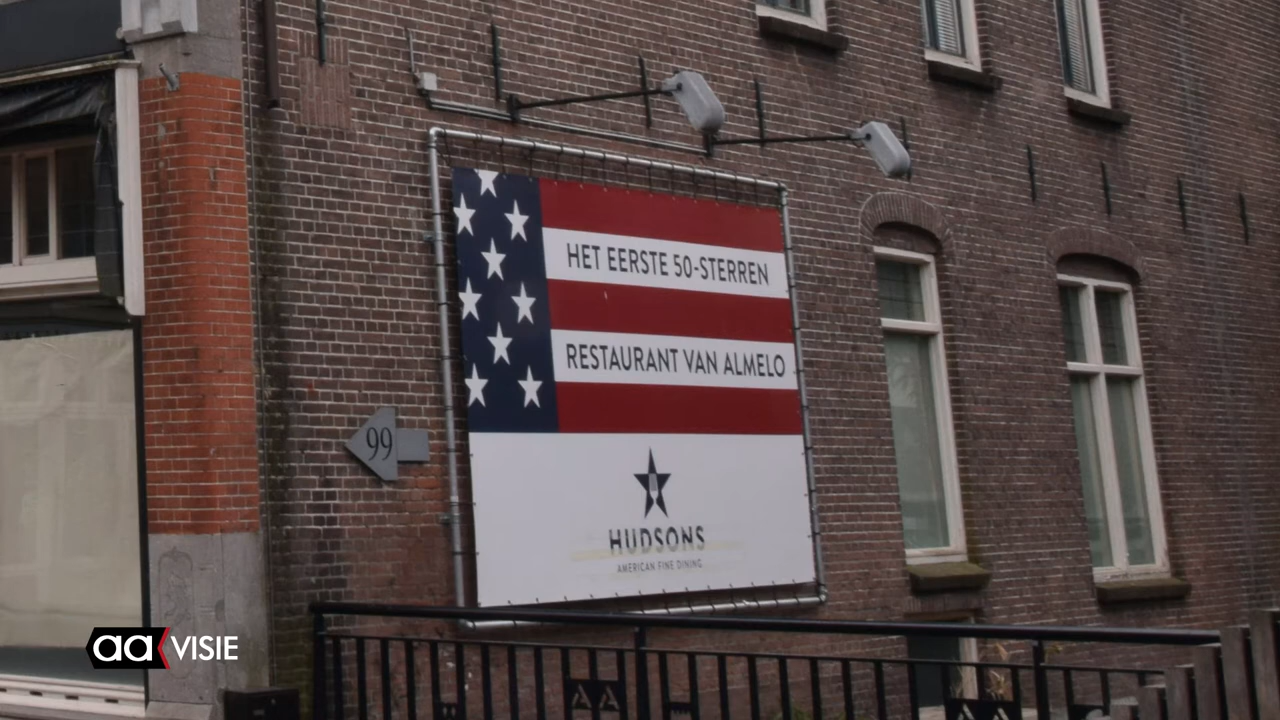 HET EERSTE 50-STERREN
RESTAURANT VAN ALMELO
99
HUDSONS
AMERICAN FINE DINING
aa VISIE